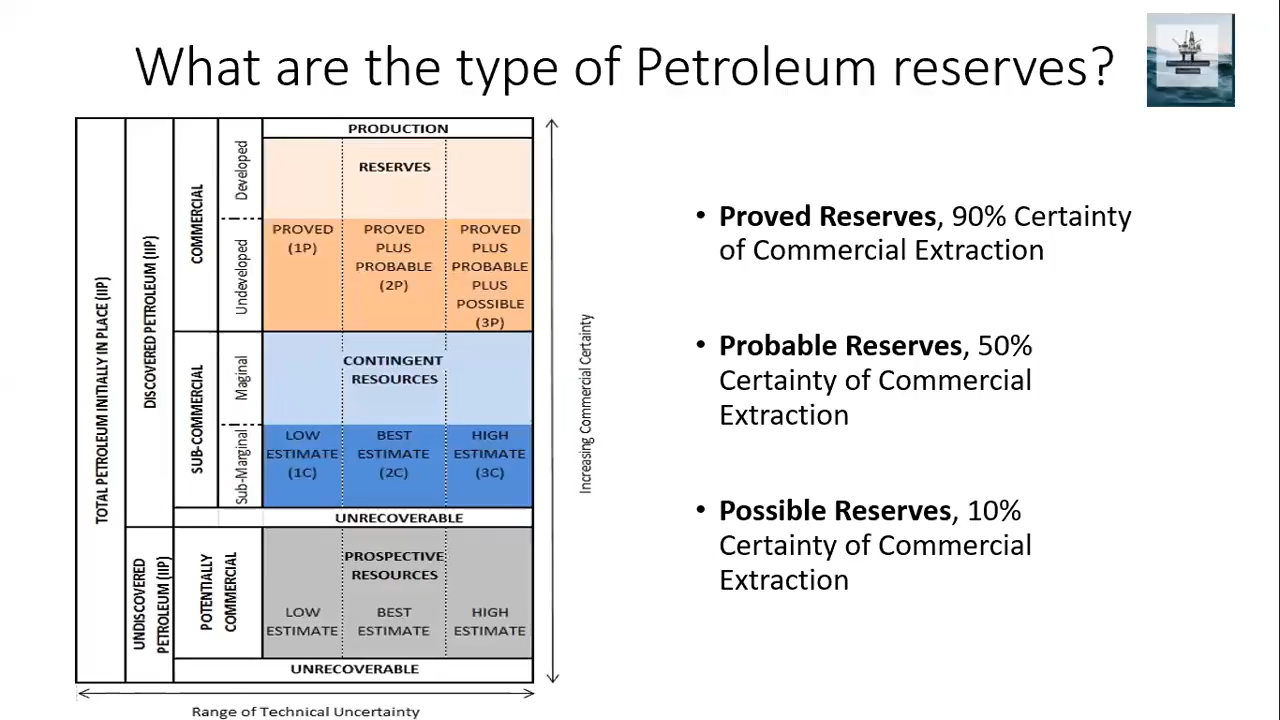 What are the type of Petroleum reserves?
TOTAL PETROLEUM INITIALLY IN PLACE (IIP)
DISCOVERED PETROLEUM (IIP)
UNDISCOVERED
PETROLEUM (IIP)
COMMERCIAL
SUB-COMMERCIAL
POTENTIALLY
COMMERCIAL
Developed
Undeveloped
Maginal
Sub-Marginal
PRODUCTION
RESERVES
PROVED
(1P)
PROVED
PLUS
PROBABLE
(2P)
PROVED
PLUS
PROBABLE
PLUS
POSSIBLE
(3P)
CONTINGENT
RESOURCES
LOW
ESTIMATE
(1C)
BEST
ESTIMATE
(2C)
HIGH
ESTIMATE
(3C)
UNRECOVERABLE
PROSPECTIVE
RESOURCES
LOW
ESTIMATE
BEST
ESTIMATE
HIGH
ESTIMATE
UNRECOVERABLE
Range of Technical Uncertainty
Increasing Commercial Certainty
• Proved Reserves, 90% Certainty
of Commercial Extraction
• Probable Reserves, 50%
Certainty of Commercial
Extraction
• Possible Reserves, 10%
Certainty of Commercial
Extraction